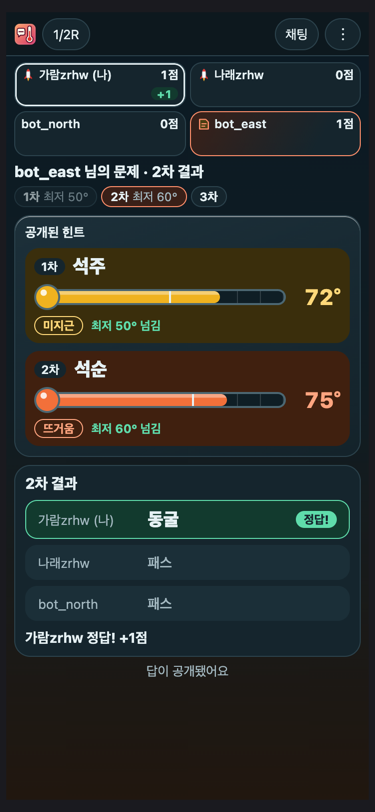 1/2R
채팅
가람zrhw (나) 1점
+1
나래zrhw 0점
bot_north 0점
bot_east 1점
bot_east 님의 문제 · 2차 결과
1차 최저 50° 2차 최저 60° 3차
공개된 힌트
1차 석주
72°
미지근 최저 50° 넘김
2차 석순
75°
뜨거움 최저 60° 넘김
2차 결과
가람zrhw (나) 동굴 정답!
나래zrhw 패스
bot_north 패스
가람zrhw 정답! +1점
답이 공개됐어요